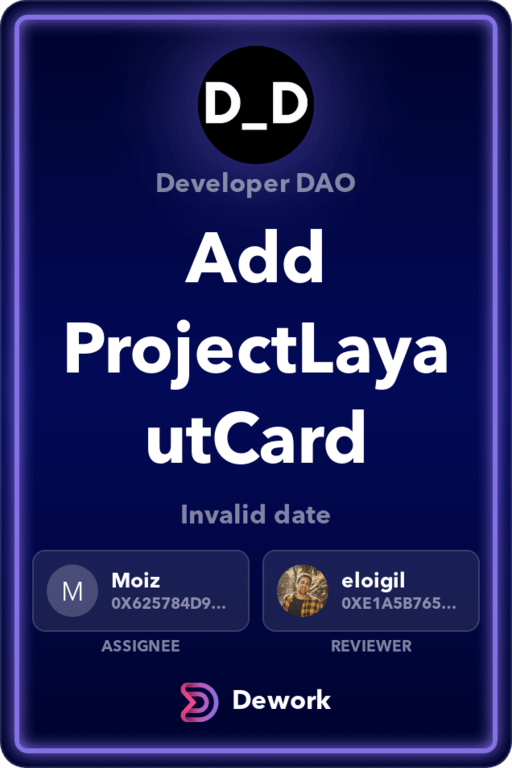 D_D
Developer DAO
Add
ProjectLaya
utCard
Invalid date
M
Moiz
0X625784D9...
eloigil
0XE1A5B765...
ASSIGNEE
REVIEWER
Dework